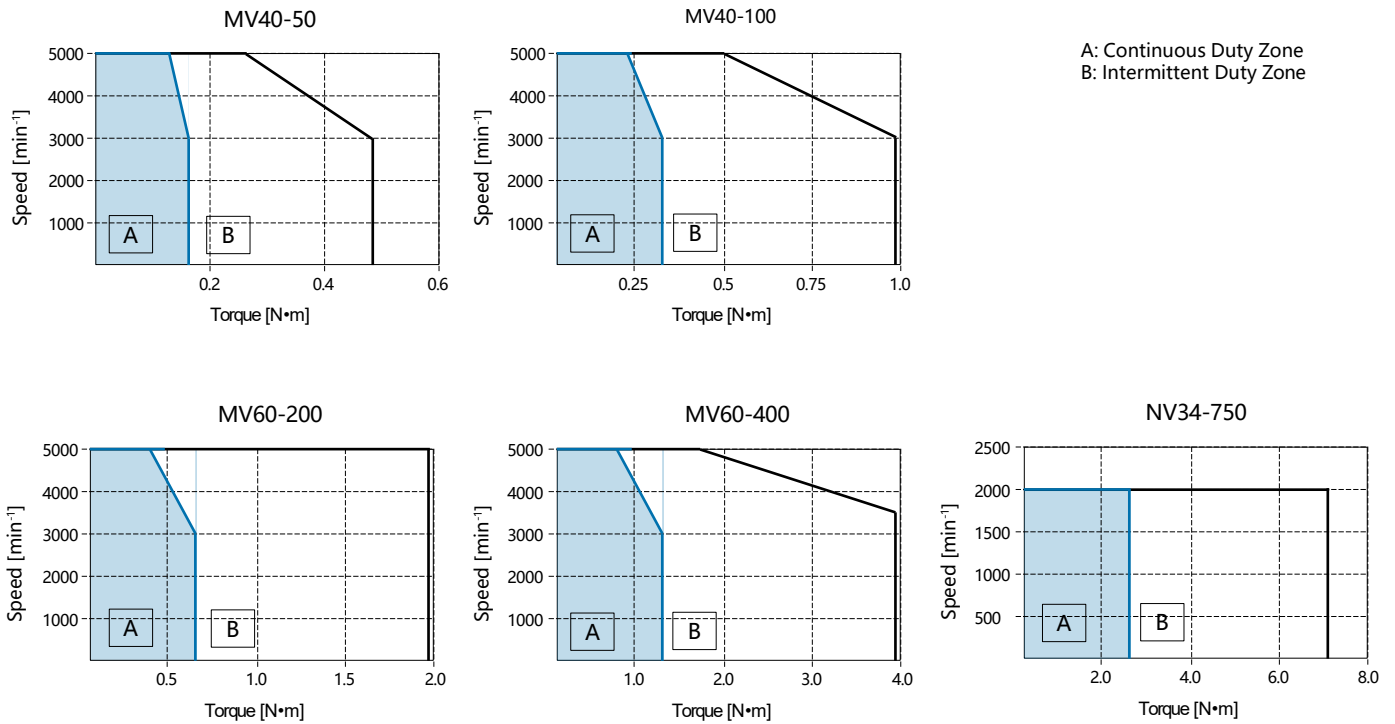 MV40-50
5000
4000
3000
2000
1000
Speed [min⁻¹]
A
B
0.2
0.4
0.6
Torque [N•m]
MV40-100
5000
4000
3000
2000
1000
Speed [min⁻¹]
A
B
0.25
0.5
0.75
1.0
Torque [N•m]
A: Continuous Duty Zone
B: Intermittent Duty Zone
MV60-200
5000
4000
3000
2000
1000
Speed [min⁻¹]
A
B
0.5
1.0
1.5
2.0
Torque [N•m]
MV60-400
5000
4000
3000
2000
1000
Speed [min⁻¹]
A
B
1.0
2.0
3.0
4.0
Torque [N•m]
NV34-750
2500
2000
1500
1000
500
Speed [min⁻¹]
A
B
2.0
4.0
6.0
8.0
Torque [N•m]